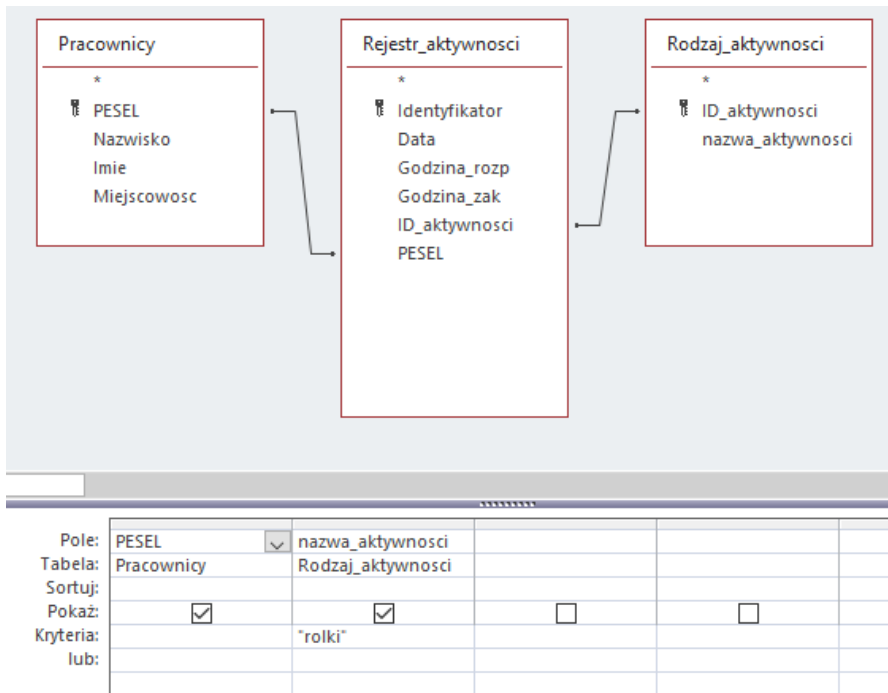 Pracownicy
*
PESEL
Nazwisko
Imie
Miejscowosc
Rejestr_aktywnosci
*
Identyfikator
Data
Godzina_rozp
Godzina_zak
ID_aktywnosci
PESEL
Rodzaj_aktywnosci
*
ID_aktywnosci
nazwa_aktywnosci
Pole: PESEL nazwa_aktywnosci
Tabela: Pracownicy Rodzaj_aktywnosci
Sortuj:
Pokaż:
Kryteria: "rolki"
lub: